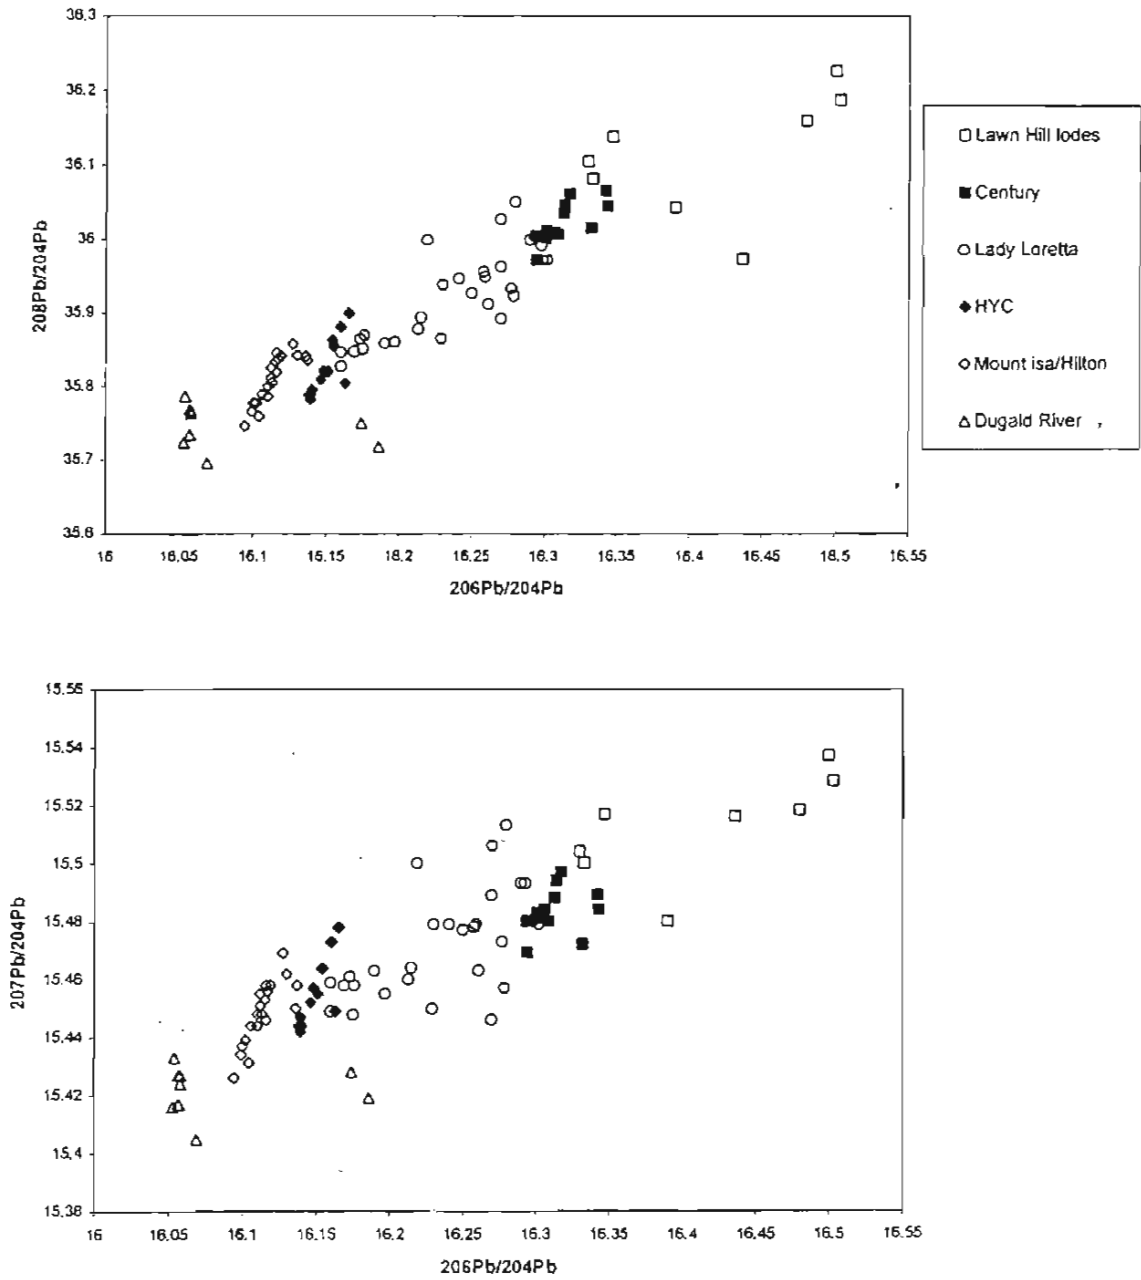 36.3
36.2
36.1
36
35.9
35.8
35.7
35.6
208Pb/204Pb
16 16.05 16.1 16.15 16.2 16.25 16.3 16.35 16.4 16.45 16.5 16.55
206Pb/204Pb
Lawn Hill lodes
Century
Lady Loretta
HYC
Mount isa/Hilton
Dugald River
15.55
15.54
15.52
15.5
15.48
15.46
15.44
15.42
15.4
15.38
207Pb/204Pb
16 16.05 16.1 16.15 16.2 16.25 16.3 16.35 16.4 16.45 16.5 16.55
206Pb/204Pb